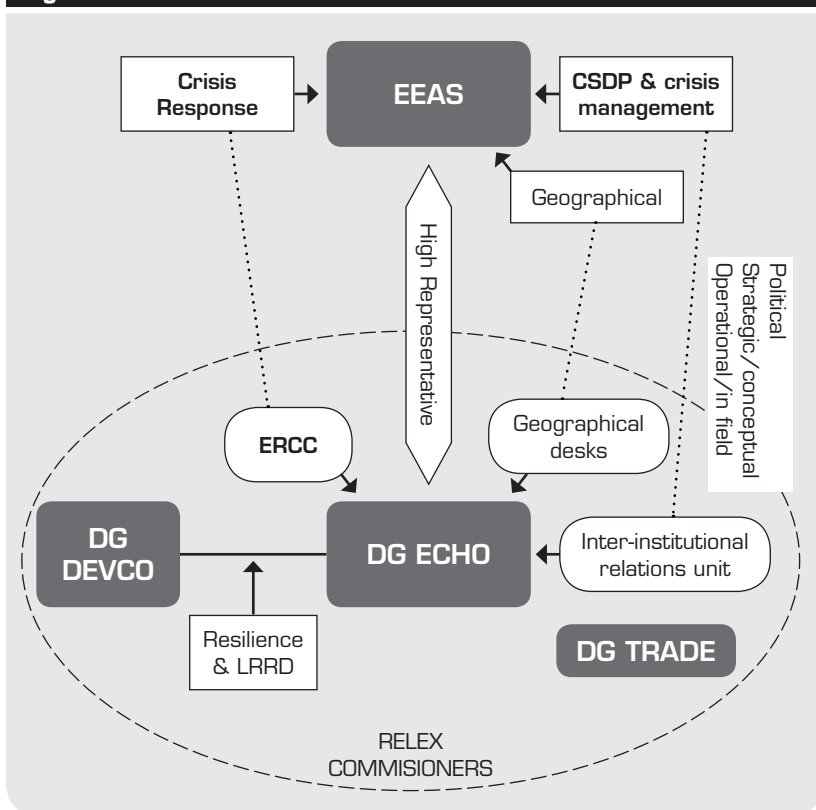 Crisis
Response
EEAS
CSDP & crisis
management
Geographical
High Representative
Political
Strategic/conceptual
Operational/in field
ERCC
Geographical
desks
DG
DEVCO
DG ECHO
Inter-institutional
relations unit
Resilience
& LRRD
DG TRADE
RELEX
COMMISIONERS